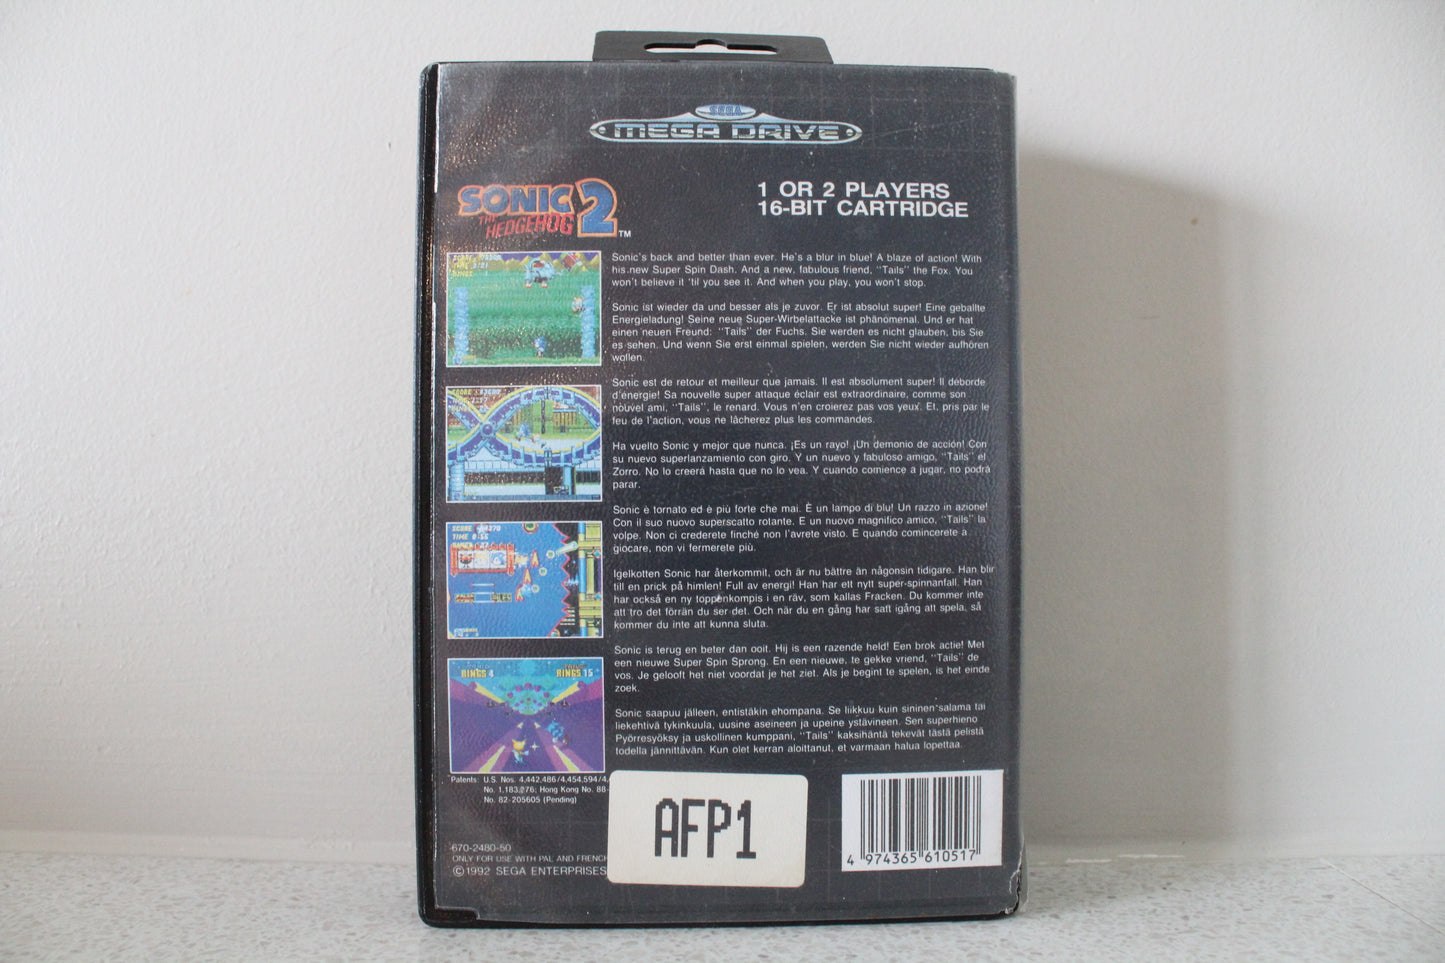 SEGA
MEGA DRIVE
SONIC 2
THE
HEDGEHOG
TM
1 OR 2 PLAYERS
16-BIT CARTRIDGE
Sonic's back and better than ever. He's a blur in blue! A blaze of action! With
his new Super Spin Dash. And a new, fabulous friend, "Tails" the Fox. You
won't believe it 'til you see it. And when you play, you won't stop.
Sonic ist wieder da und besser als je zuvor. Er ist absolut super! Eine geballte
Energieladung! Seine neue Super-Wirbelattacke ist phänomenal. Und er hat
einen neuen Freund: "Tails" der Fuchs. Sie werden es nicht glauben, bis Sie
es sehen. Und wenn Sie erst einmal spielen, werden Sie nicht wieder aufhören
wollen.
Sonic est de retour et meilleur que jamais. Il est absolument super! Il déborde
d'énergie! Sa nouvelle super attaque éclair est extraordinaire, comme son
nouvel ami, "Tails", le renard. Vous n'en croierez pas vos yeux. Et, pris par le
feu de l'action, vous ne lâcherez plus les commandes.
Ha vuelto Sonic y mejor que nunca. ¡Es un rayo! ¡Un demonio de acción! Con
su nuevo superlanzamiento con giro. Y un nuevo y fabuloso amigo, "Tails" el
Zorro. No lo creerá hasta que no lo vea. Y cuando comience a jugar, no podrá
parar.
Sonic è tornato ed è più forte che mai. È un lampo di blu! Un razzo in azione!
Con il suo nuovo superscatto rotante. E un nuovo magnifico amico, "Tails" la
volpe. Non ci crederete finchè non l'avrete visto. E quando comincerete a
giocare, non vi fermerete più.
Igelkotten Sonic har återkommit, och är nu bättre än någonsin tidigare. Han blir
till en prick på himlen! Full av energi! Han har ett nytt super-spinnanfall. Han
har också en ny toppenkompis i en räv, som kallas Fracken. Du kommer inte
att tro det förrän du ser det. Och när du en gång har satt igång att spela, så
kommer du inte att kunna sluta.
Sonic is terug en beter dan ooit. Hij is een razende held! Een brok actie! Met
een nieuwe Super Spin Sprong. En een nieuwe, te gekke vriend, "Tails" de
vos. Je gelooft het niet voordat je het ziet. Als je begint te spelen, is het einde
zoek.
Sonic saapuu jälleen, entistäkin ehompana. Se liikkuu kuin sininen salama tai
liekehtivä tykinkuula, uusine aseineen ja upeine ystävineen. Sen superhieno
Pyörresyöksy ja uskollinen kumppani, "Tails" kaksihäntä tekevät tästä pelistä
todella jännittävän. Kun olet kerran aloittanut, et varmaan halua lopettaa.
RINGS 4
RINGS 15
Patents: U.S. Nos. 4,442,486/4,454,594/4,
No. 1,183,276; Hong Kong No. 88-
No. 82-205605 (Pending)
670-2480-50
ONLY FOR USE WITH PAL AND FRENCH
©1992 SEGA ENTERPRISES
AFP1
4 974365 610517